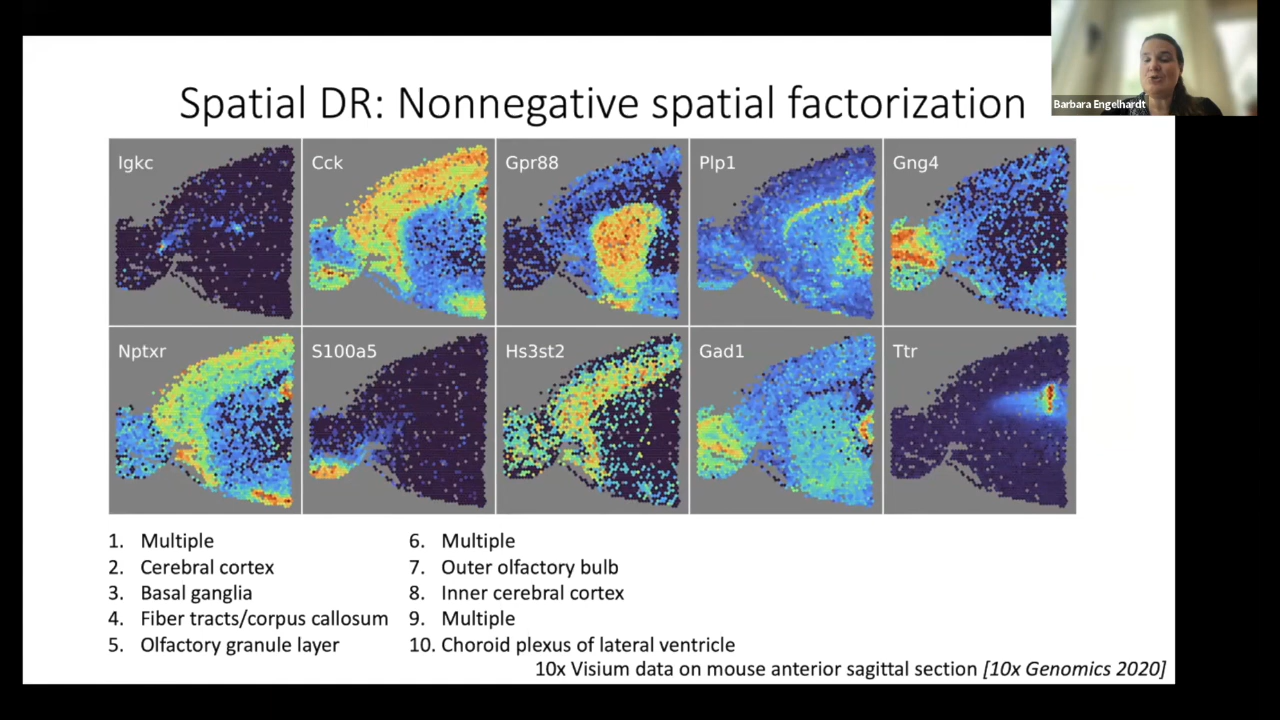 Barbara Engelhardt
Spatial DR: Nonnegative spatial factorization
Igkc
Cck
Gpr88
Plp1
Gng4
Nptxr
S100a5
Hs3st2
Gad1
Ttr
1. Multiple
2. Cerebral cortex
3. Basal ganglia
4. Fiber tracts/corpus callosum
5. Olfactory granule layer
6. Multiple
7. Outer olfactory bulb
8. Inner cerebral cortex
9. Multiple
10. Choroid plexus of lateral ventricle
10x Visium data on mouse anterior sagittal section [10x Genomics 2020]